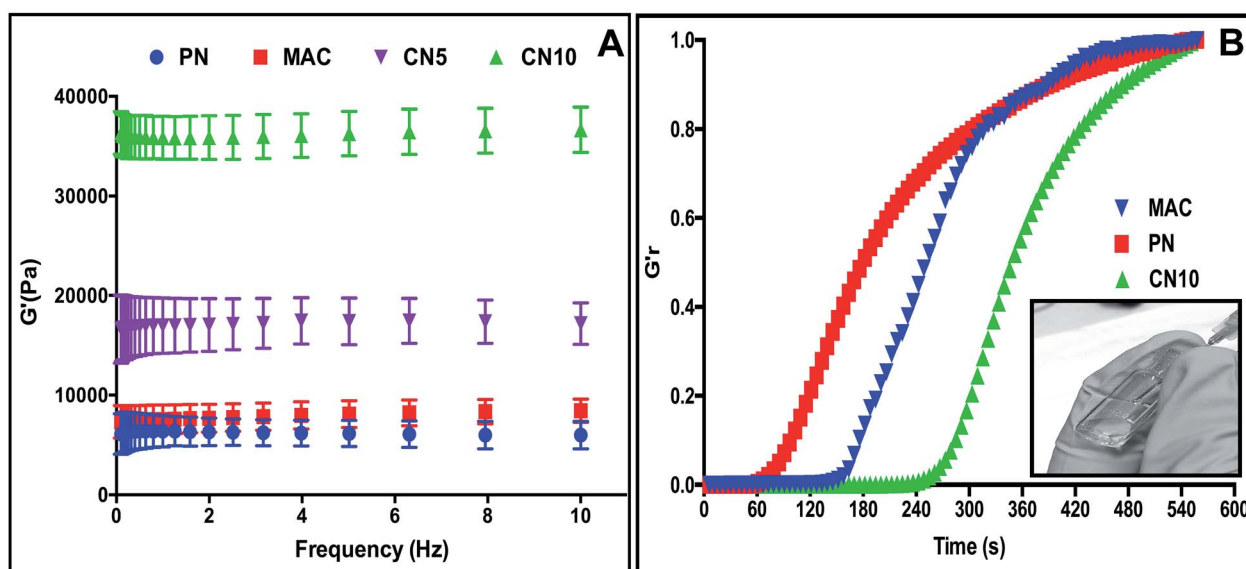 A
PN MAC CN5 CN10
40000
30000
20000
10000
0
G'(Pa)
0 2 4 6 8 10
Frequency (Hz)
B
1.0
0.8
0.6
0.4
0.2
0.0
G'r
MAC
PN
CN10
0 60 120 180 240 300 360 420 480 540 600
Time (s)